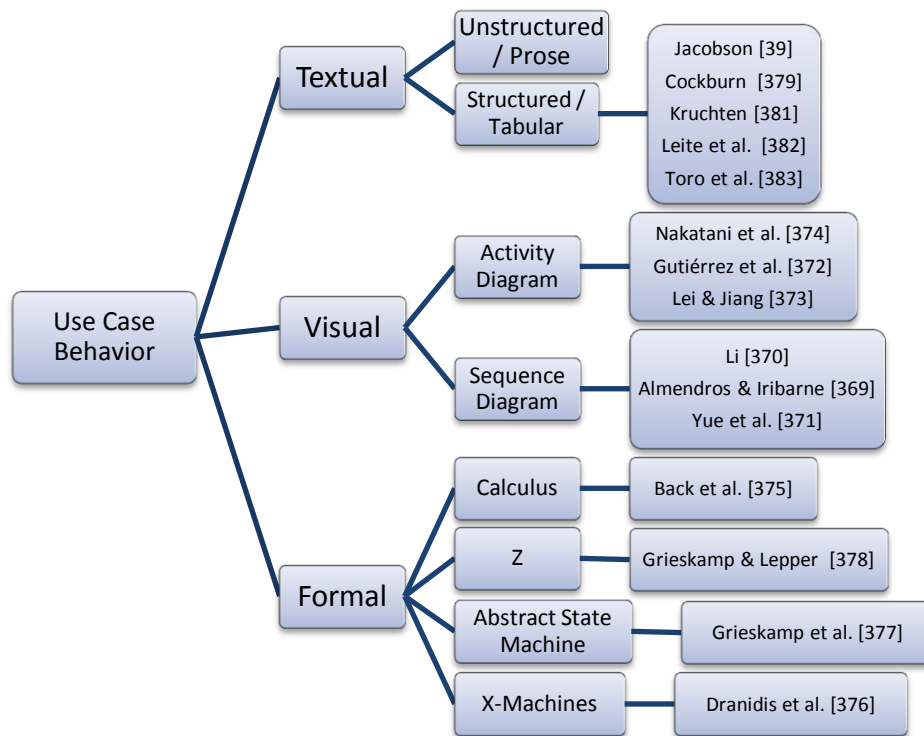 Use Case
Behavior
Textual
Unstructured
/ Prose
Structured /
Tabular
Jacobson [39]
Cockburn [379]
Kruchten [381]
Leite et al. [382]
Toro et al. [383]
Visual
Activity
Diagram
Nakatani et al. [374]
Gutiérrez et al. [372]
Lei & Jiang [373]
Sequence
Diagram
Li [370]
Almendros & Iribarne [369]
Yue et al. [371]
Formal
Calculus
Back et al. [375]
Z
Grieskamp & Lepper [378]
Abstract State
Machine
Grieskamp et al. [377]
X-Machines
Dranidis et al. [376]